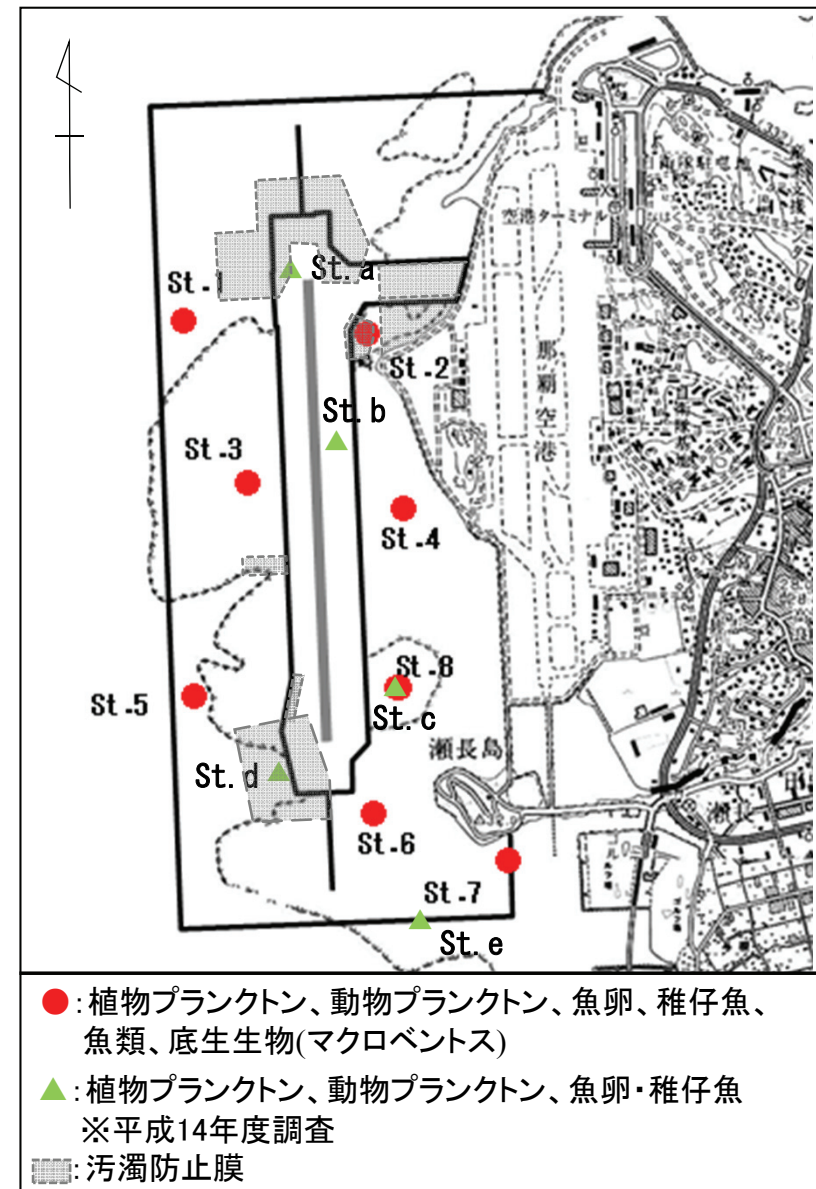 空港ターミナル
St.1
St.a
St.2
那覇空港
St.b
St.3
St.4
St.8
St.5
St.c
瀬長島
St.d
瀬長
St.6
St.7
St.e
●:植物プランクトン、動物プランクトン、魚卵、稚仔魚、
魚類、底生生物(マクロベントス)
▲:植物プランクトン、動物プランクトン、魚卵・稚仔魚
※平成14年度調査
:汚濁防止膜